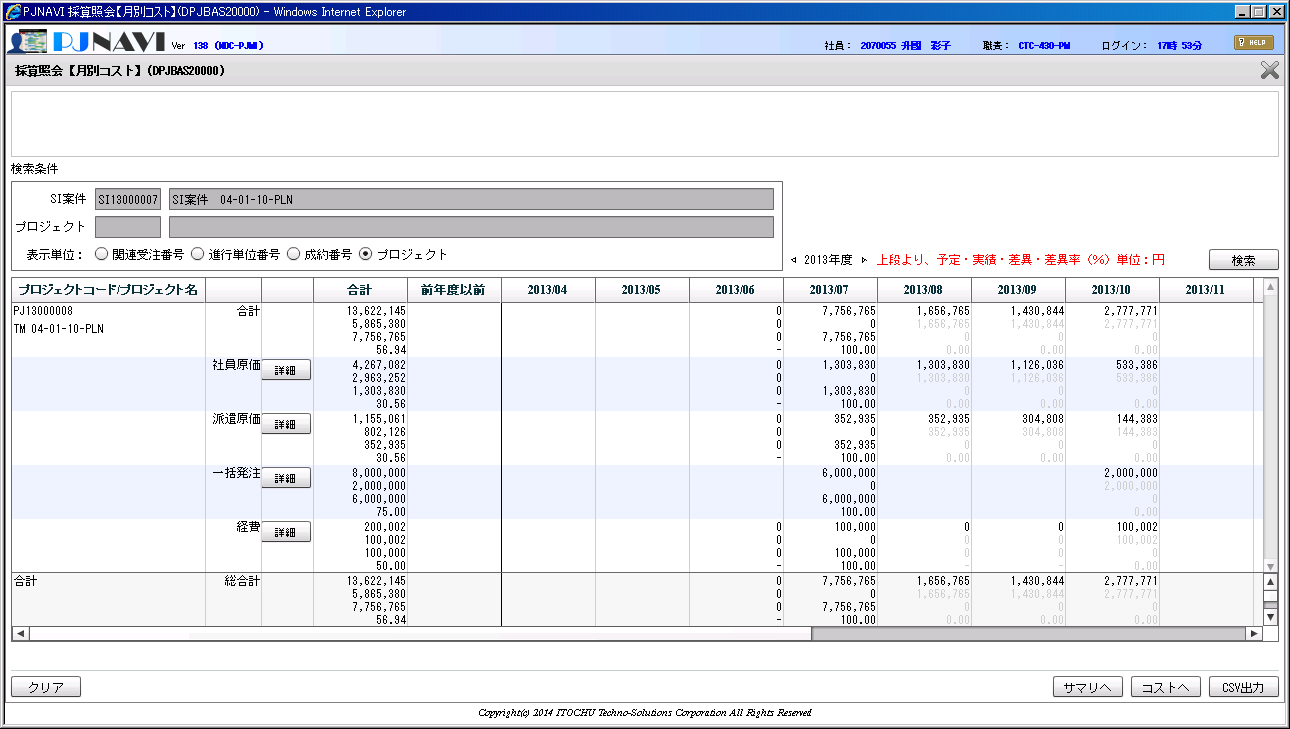 PJNAVI 採算照会【月別コスト】(DPJBAS20000) - Windows Internet Explorer
PJNAVI Ver 138 (NDC-PJM1) 社員： 2070055 升國 彩子 職責： CTC-430-PM ログイン： 17時 53分 ? HELP
採算照会【月別コスト】(DPJBAS20000)
検索条件
SI案件 SI13000007 SI案件 04-01-10-PLN
プロジェクト
表示単位： 関連受注番号 進行単位番号 成約番号 プロジェクト
2013年度 上段より、予定・実績・差異・差異率（%）単位：円 検索
プロジェクトコード/プロジェクト名 合計 前年度以前 2013/04 2013/05 2013/06 2013/07 2013/08 2013/09 2013/10 2013/11
PJ13000008 合計 13,622,145 0 7,756,765 1,656,765 1,430,844 2,777,771
TM 04-01-10-PLN 5,865,380 0 0 1,656,765 1,430,844 2,777,771
7,756,765 0 7,756,765 0 0 0
56.94 - 100.00 0.00 0.00 0.00
社員原価 詳細 4,267,082 0 1,303,830 1,303,830 1,126,036 533,386
2,963,252 0 0 1,303,830 1,126,036 533,386
1,303,830 0 1,303,830 0 0 0
30.56 - 100.00 0.00 0.00 0.00
派遣原価 詳細 1,155,061 0 352,935 352,935 304,808 144,383
802,126 0 0 352,935 304,808 144,383
352,935 0 352,935 0 0 0
30.56 - 100.00 0.00 0.00 0.00
一括発注 詳細 8,000,000 6,000,000 2,000,000
2,000,000 0 2,000,000
6,000,000 6,000,000 0
75.00 100.00 0.00
経費 詳細 200,002 0 100,000 0 0 100,002
100,002 0 0 0 0 100,002
100,000 0 100,000 0 0 0
50.00 - 100.00 - - 0.00
合計 総合計 13,622,145 0 7,756,765 1,656,765 1,430,844 2,777,771
5,865,380 0 0 1,656,765 1,430,844 2,777,771
7,756,765 0 7,756,765 0 0 0
56.94 - 100.00 0.00 0.00 0.00
クリア サマリへ コストへ CSV出力
Copyright(c) 2014 ITOCHU Techno-Solutions Corporation All Rights Reserved